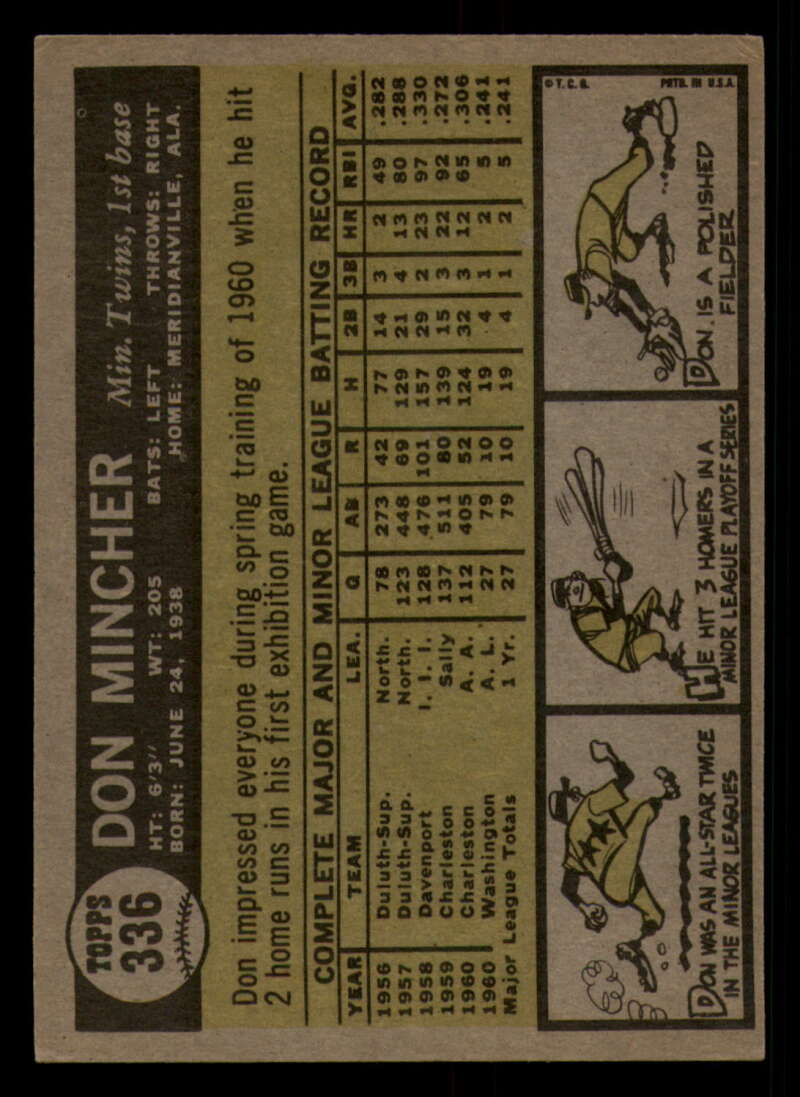 TOPPS
336
DON MINCHER Min. Twins, 1st base
HT: 6'3" WT: 205 BATS: LEFT THROWS: RIGHT
BORN: JUNE 24, 1938 HOME: MERIDIANVILLE, ALA.
Don impressed everyone during spring training of 1960 when he hit
2 home runs in his first exhibition game.
COMPLETE MAJOR AND MINOR LEAGUE BATTING RECORD
YEAR TEAM LEA. G AB R H 2B 3B HR RBI AVG.
1956 Duluth-Sup. North. 78 273 42 77 14 3 2 49 .282
1957 Duluth-Sup. North. 123 448 69 129 21 4 13 80 .288
1958 Davenport I. I. I. 128 476 101 157 29 2 23 97 .330
1959 Charleston Sally 137 511 80 139 15 3 22 92 .272
1960 Charleston A. A. 112 405 52 124 32 3 12 65 .306
1960 Washington A. L. 27 79 10 19 4 1 2 5 .241
Major League Totals 1 Yr. 27 79 10 19 4 1 2 5 .241
DON WAS AN ALL-STAR TWICE
IN THE MINOR LEAGUES
HE HIT 3 HOMERS IN A
MINOR LEAGUE PLAYOFF SERIES
© T. C. G. PRTD. IN U.S.A.
DON IS A POLISHED
FIELDER